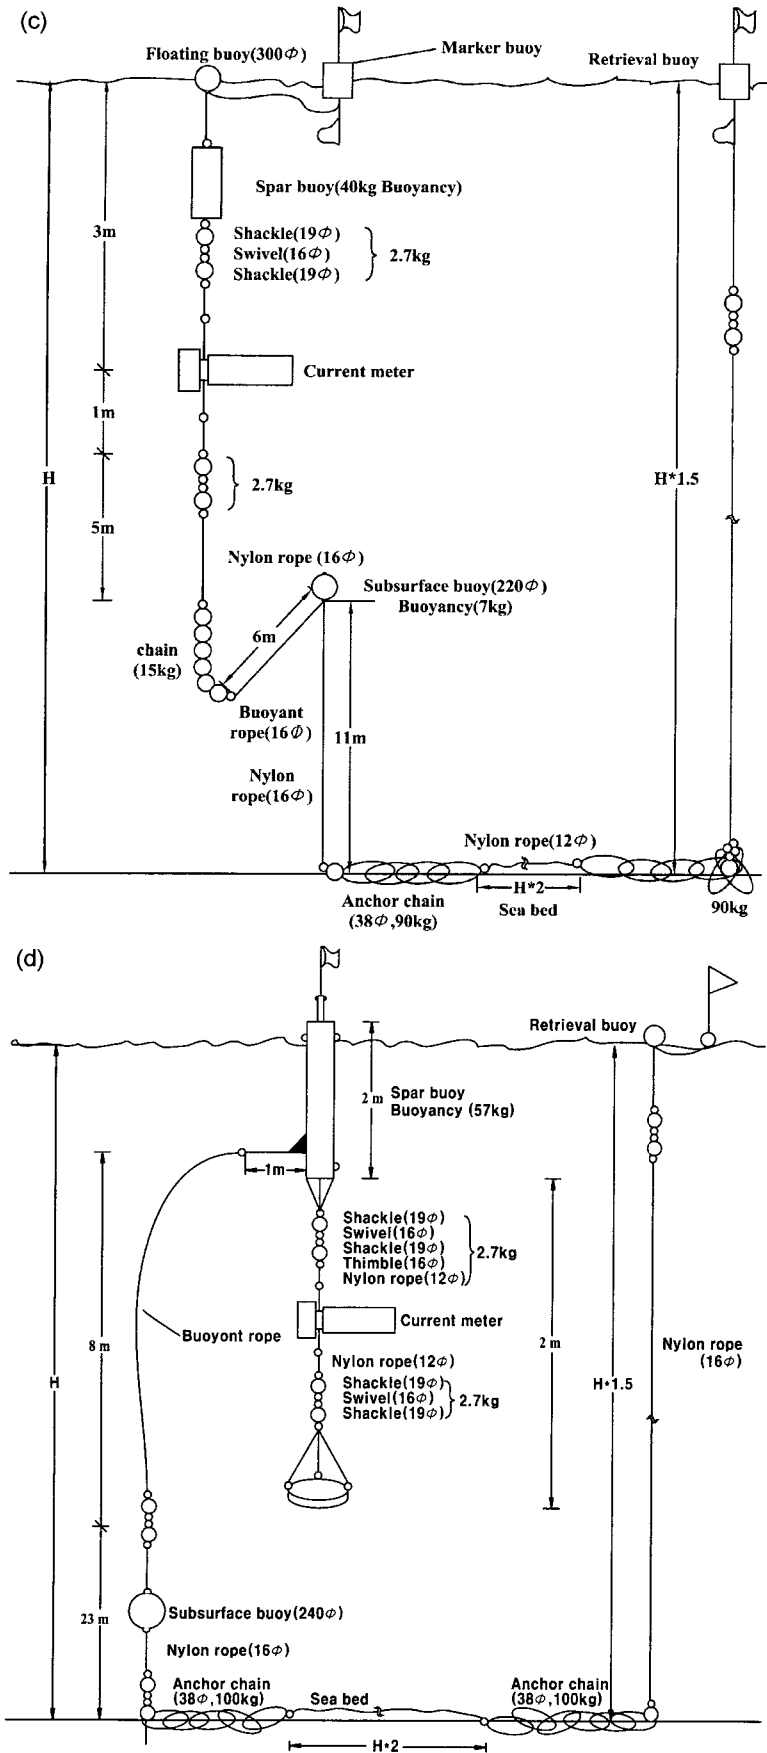 (c)
Floating buoy(300Φ)
Marker buoy
Retrieval buoy
Spar buoy(40kg Buoyancy)
3m
Shackle(19Φ)
Swivel(16Φ)
Shackle(19Φ)
2.7kg
Current meter
1m
H
2.7kg
H*1.5
5m
Nylon rope (16Φ)
Subsurface buoy(220Φ)
Buoyancy(7kg)
6m
chain
(15kg)
Buoyant
rope(16Φ)
11m
Nylon
rope(16Φ)
Nylon rope(12Φ)
H*2
Anchor chain
(38Φ,90kg)
Sea bed
90kg
(d)
Retrieval buoy
2 m
Spar buoy
Buoyancy (57kg)
1m
Shackle(19Φ)
Swivel(16Φ)
Shackle(19Φ)
Thimble(16Φ)
Nylon rope(12Φ)
2.7kg
Current meter
Buoyont rope
8 m
2 m
Nylon rope
(16Φ)
Nylon rope(12Φ)
H
H*1.5
Shackle(19Φ)
Swivel(16Φ)
Shackle(19Φ)
2.7kg
Subsurface buoy(240Φ)
23 m
Nylon rope(16Φ)
Anchor chain
(38Φ,100kg)
Sea bed
Anchor chain
(38Φ,100kg)
H*2